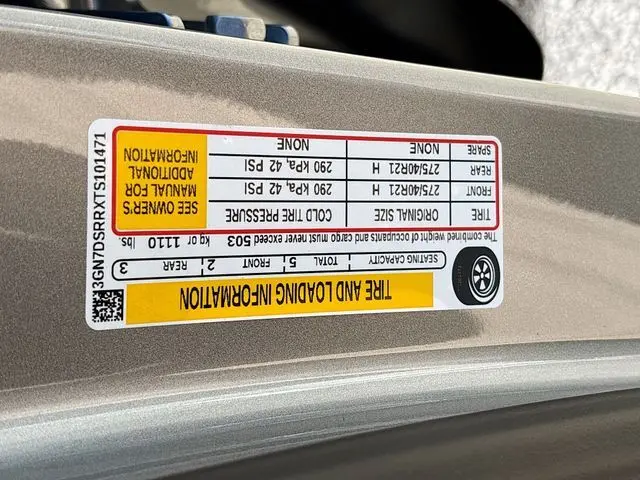 TIRE AND LOADING INFORMATION
SEATING CAPACITY TOTAL 5 FRONT 2 REAR 3
The combined weight of occupants and cargo must never exceed 503 kg or 1110 lbs.
TIRE ORIGINAL SIZE COLD TIRE PRESSURE
FRONT 275/40R21 H 290 kPa, 42 PSI
REAR 275/40R21 H 290 kPa, 42 PSI
SPARE NONE NONE
SEE OWNER'S
MANUAL FOR
ADDITIONAL
INFORMATION
3GN7DSRRXTS101471